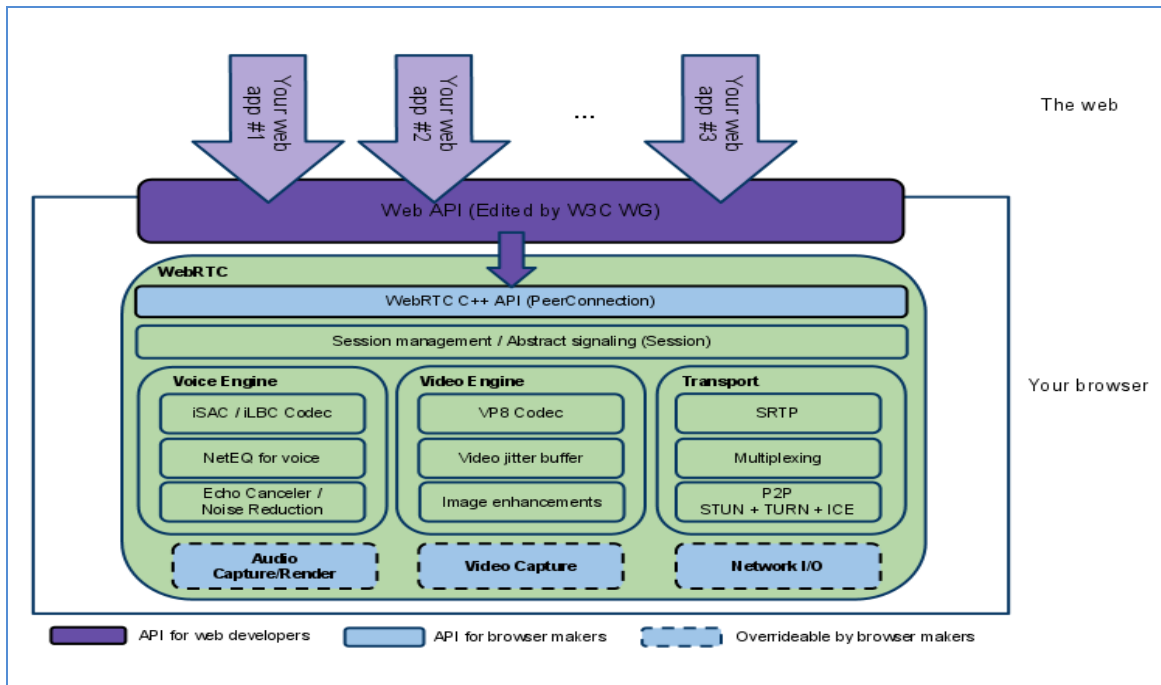 Your web
app #1
Your web
app #2
...
Your web
app #3
The web
Web API (Edited by W3C WG)
WebRTC
WebRTC C++ API (PeerConnection)
Session management / Abstract signaling (Session)
Your browser
Voice Engine
iSAC / iLBC Codec
NetEQ for voice
Echo Canceler /
Noise Reduction
Video Engine
VP8 Codec
Video jitter buffer
Image enhancements
Transport
SRTP
Multiplexing
P2P
STUN + TURN + ICE
Audio
Capture/Render
Video Capture
Network I/O
API for web developers
API for browser makers
Overrideable by browser makers